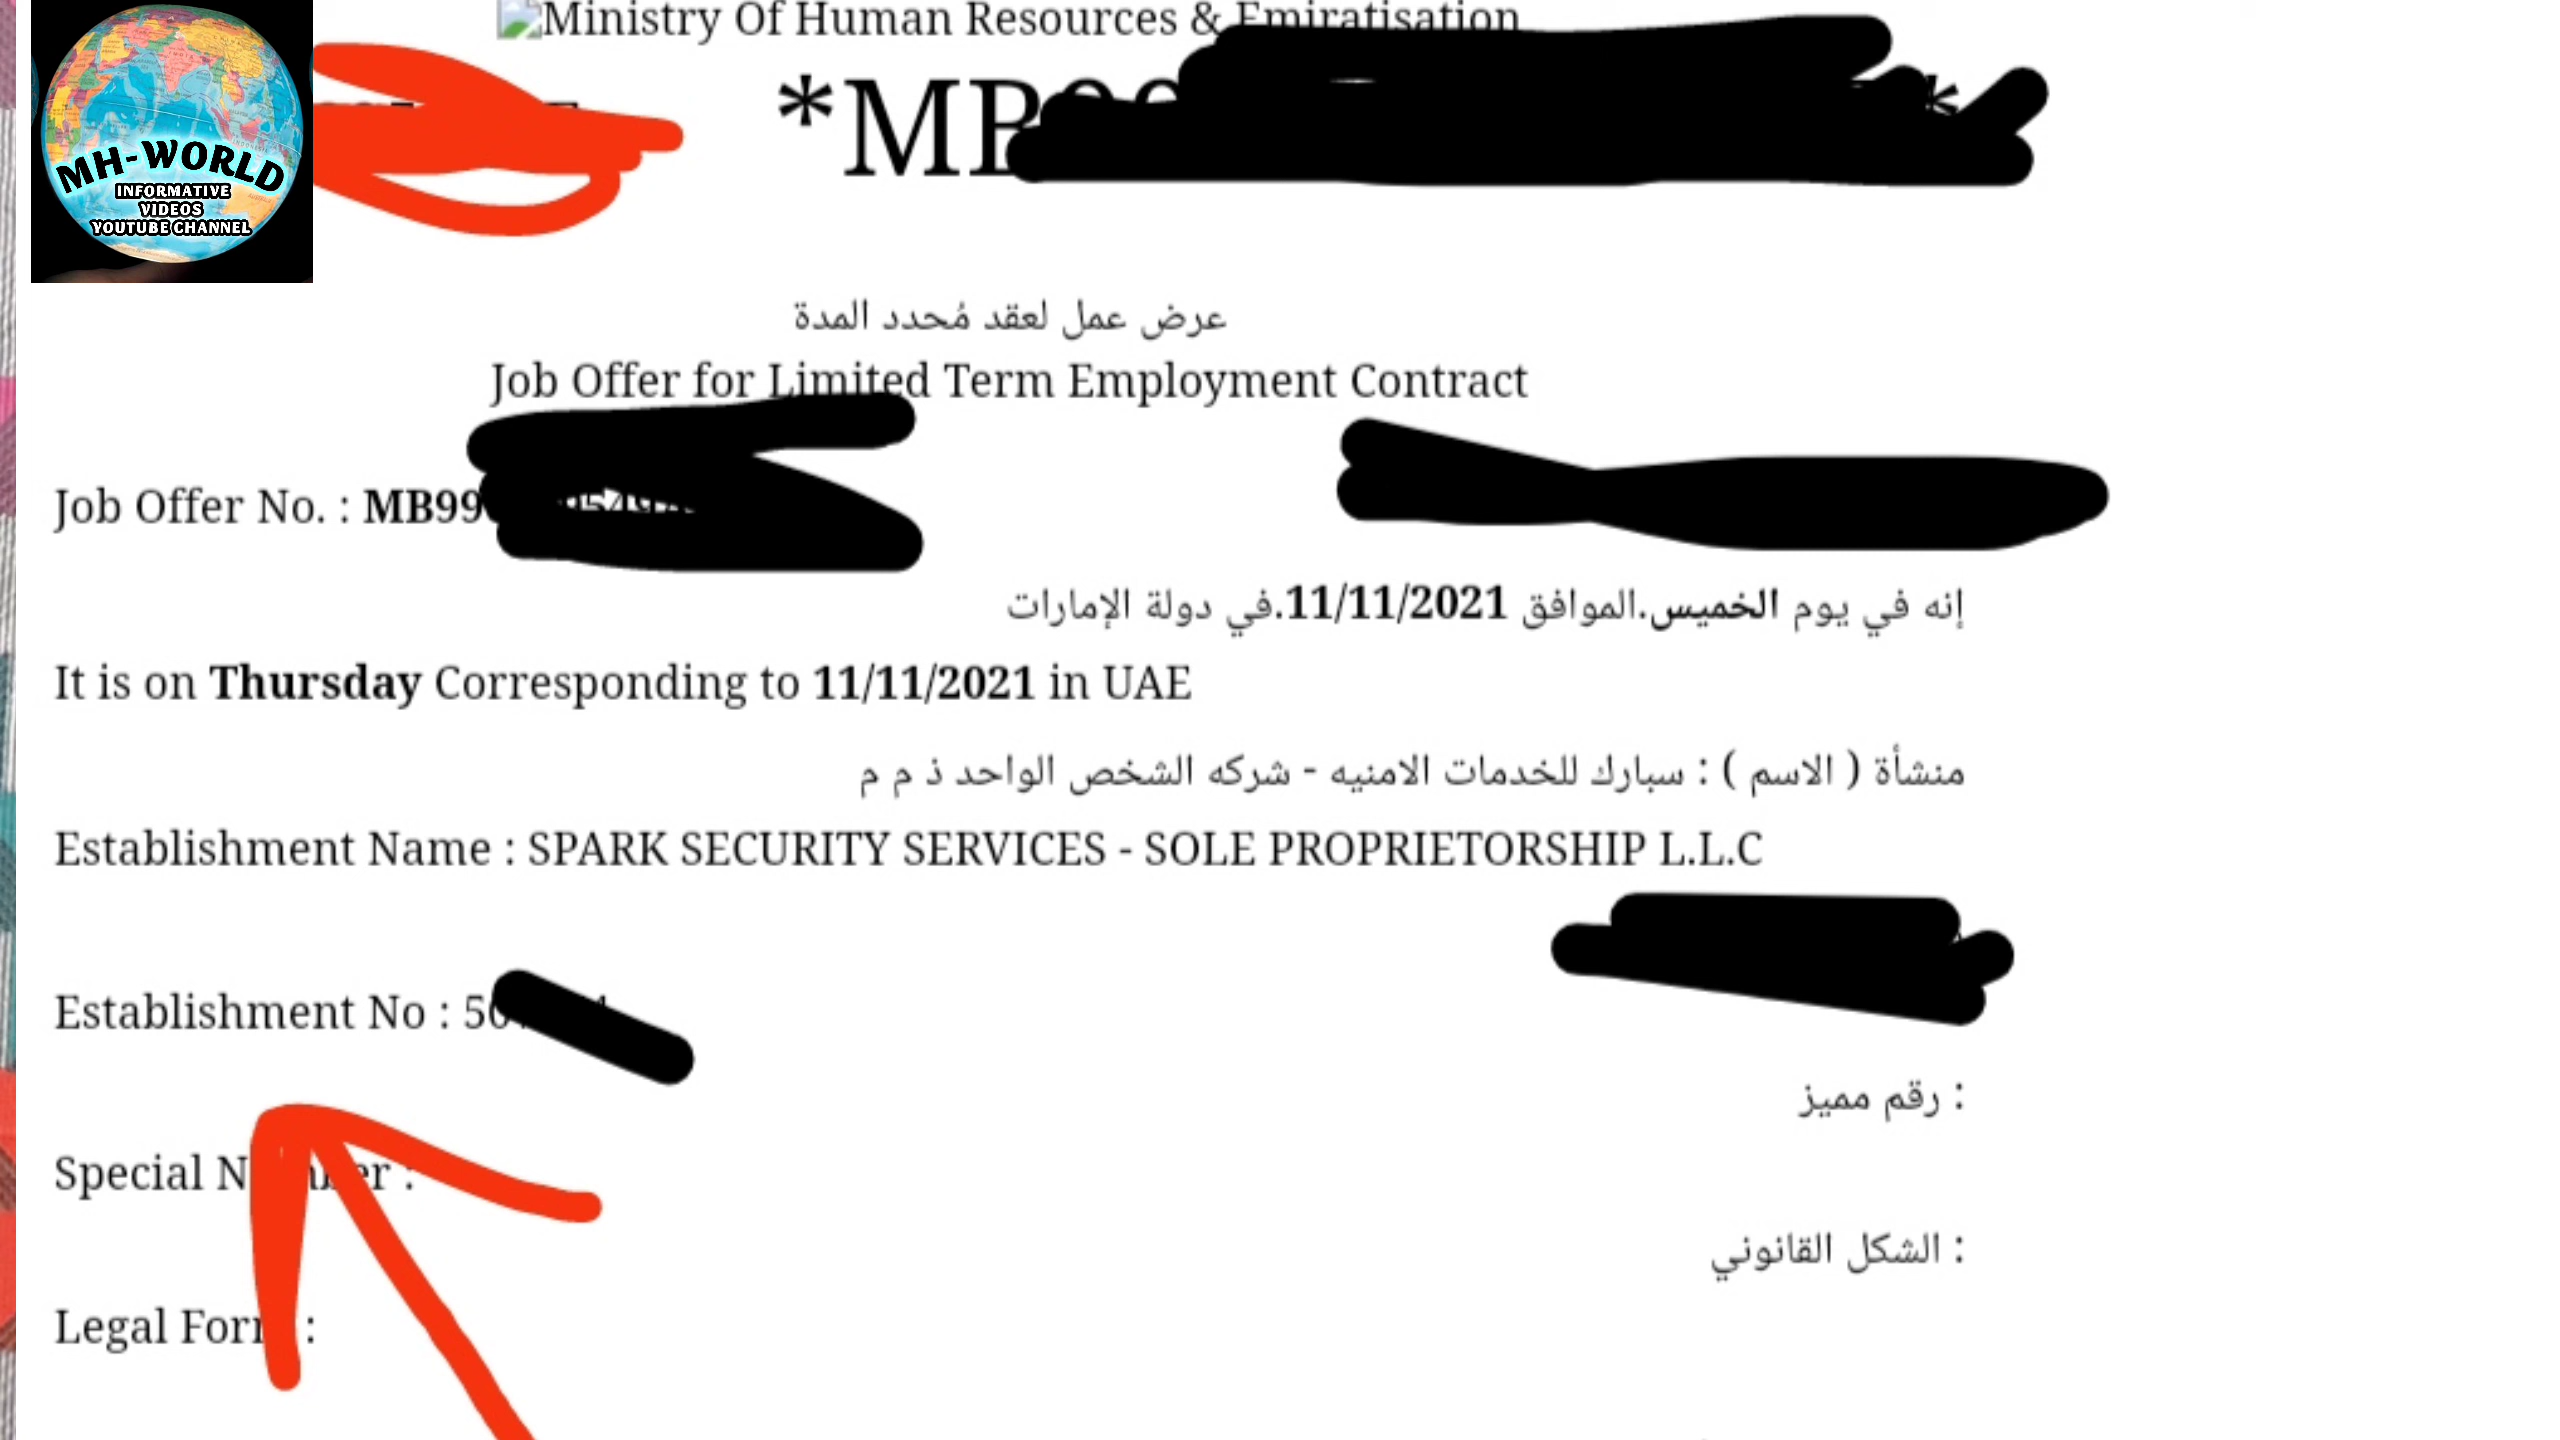 Ministry Of Human Resources & Emiratisation
*MB
MH-WORLD
INFORMATIVE
VIDEOS
YOUTUBE CHANNEL
عرض عمل لعقد مُحدد المدة
Job Offer for Limited Term Employment Contract
Job Offer No. : MB99
إنه في يوم الخميس.الموافق 11/11/2021.في دولة الإمارات
It is on Thursday Corresponding to 11/11/2021 in UAE
منشأة ( الاسم ) : سبارك للخدمات الامنيه - شركه الشخص الواحد ذ م م
Establishment Name : SPARK SECURITY SERVICES - SOLE PROPRIETORSHIP L.L.C
Establishment No :
رقم مميز :
Special Number :
الشكل القانوني :
Legal Form :